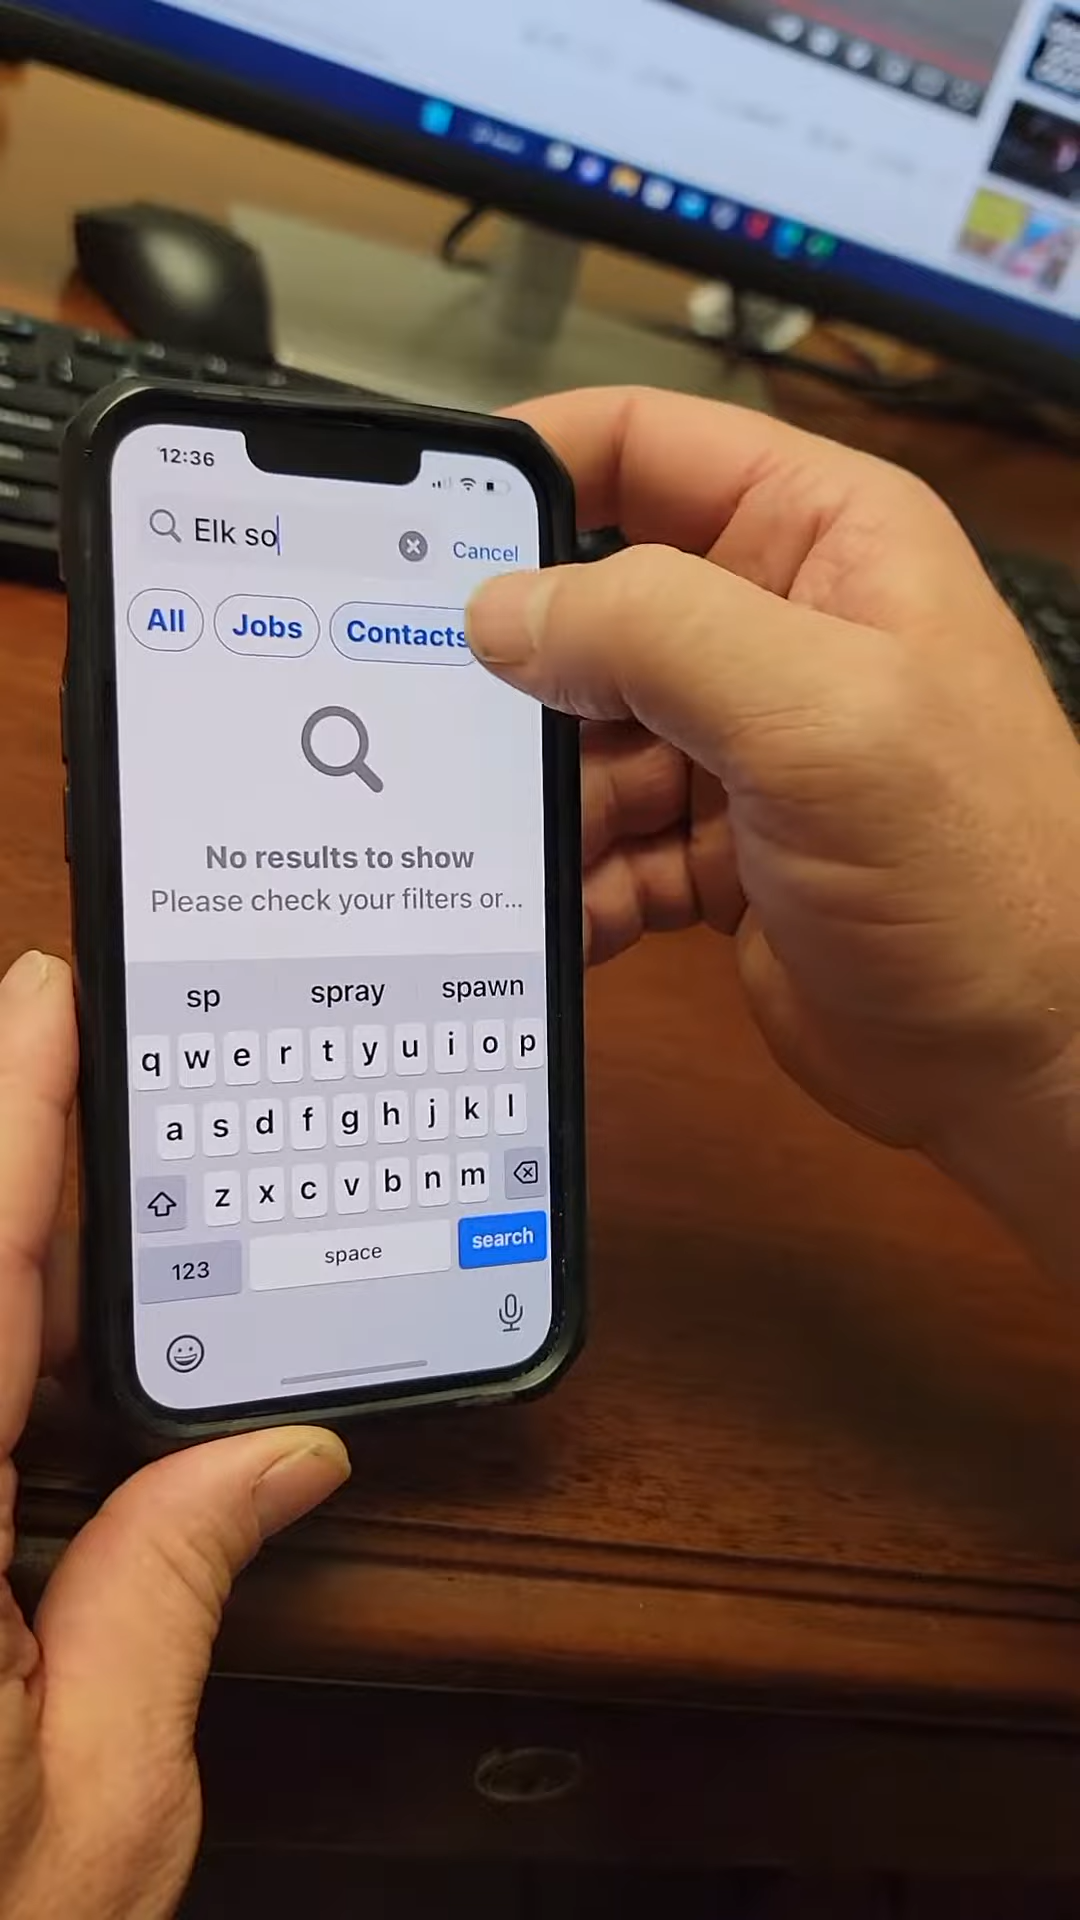 12:36
Elk so
Cancel
All Jobs Contacts
No results to show
Please check your filters or...
sp spray spawn
q w e r t y u i o p
a s d f g h j k l
z x c v b n m
123 space search